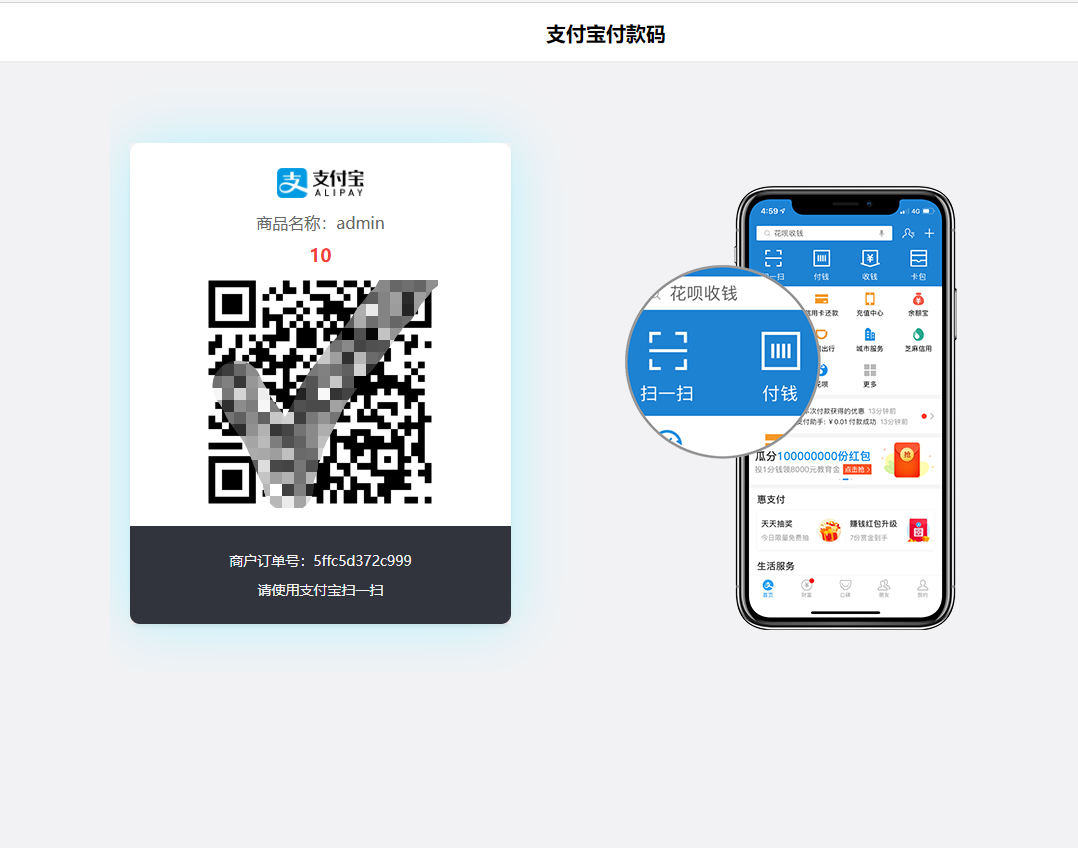 支付宝付款码
支付宝
ALIPAY
商品名称：admin
10
商户订单号：5ffc5d372c999
请使用支付宝扫一扫
4:59
4G
花呗收钱
扫一扫
付钱
付钱
收钱
卡包
花呗收钱
信用卡还款
充值中心
余额宝
出行
城市服务
芝麻信用
花呗
更多
次付款获得的优惠 13分钟前
支付助手: ¥ 0.01 付款成功 13分钟前
瓜分100000000份红包
投1分钱领8000元教育金 点击抢
抢
惠支付
天天抽奖
今日限量免费抽
赚钱红包升级
7份赏金到手
生活服务
首页
财富
口碑
朋友
我的